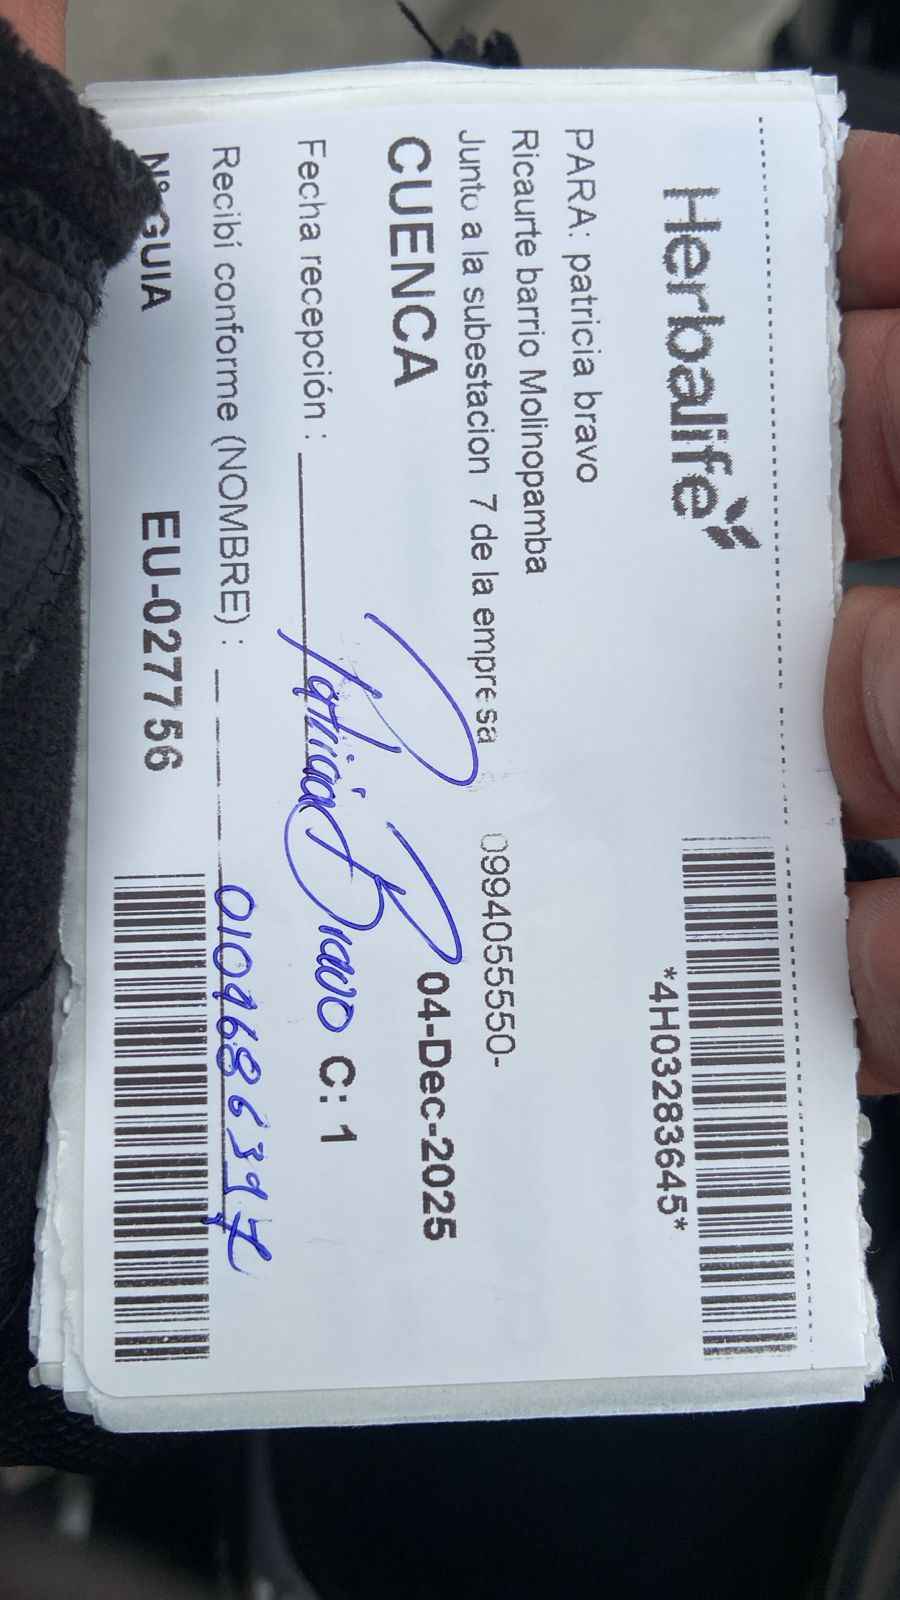 Herbalife
*4H03283645*
PARA: patricia bravo
Ricaurte barrio Molinopamba
Junto a la subestacion 7 de la empresa 0994055550-
CUENCA 04-Dec-2025
Fecha recepción : Patricia Bravo C: 1
Recibí conforme (NOMBRE) :
N° GUIA EU-027756